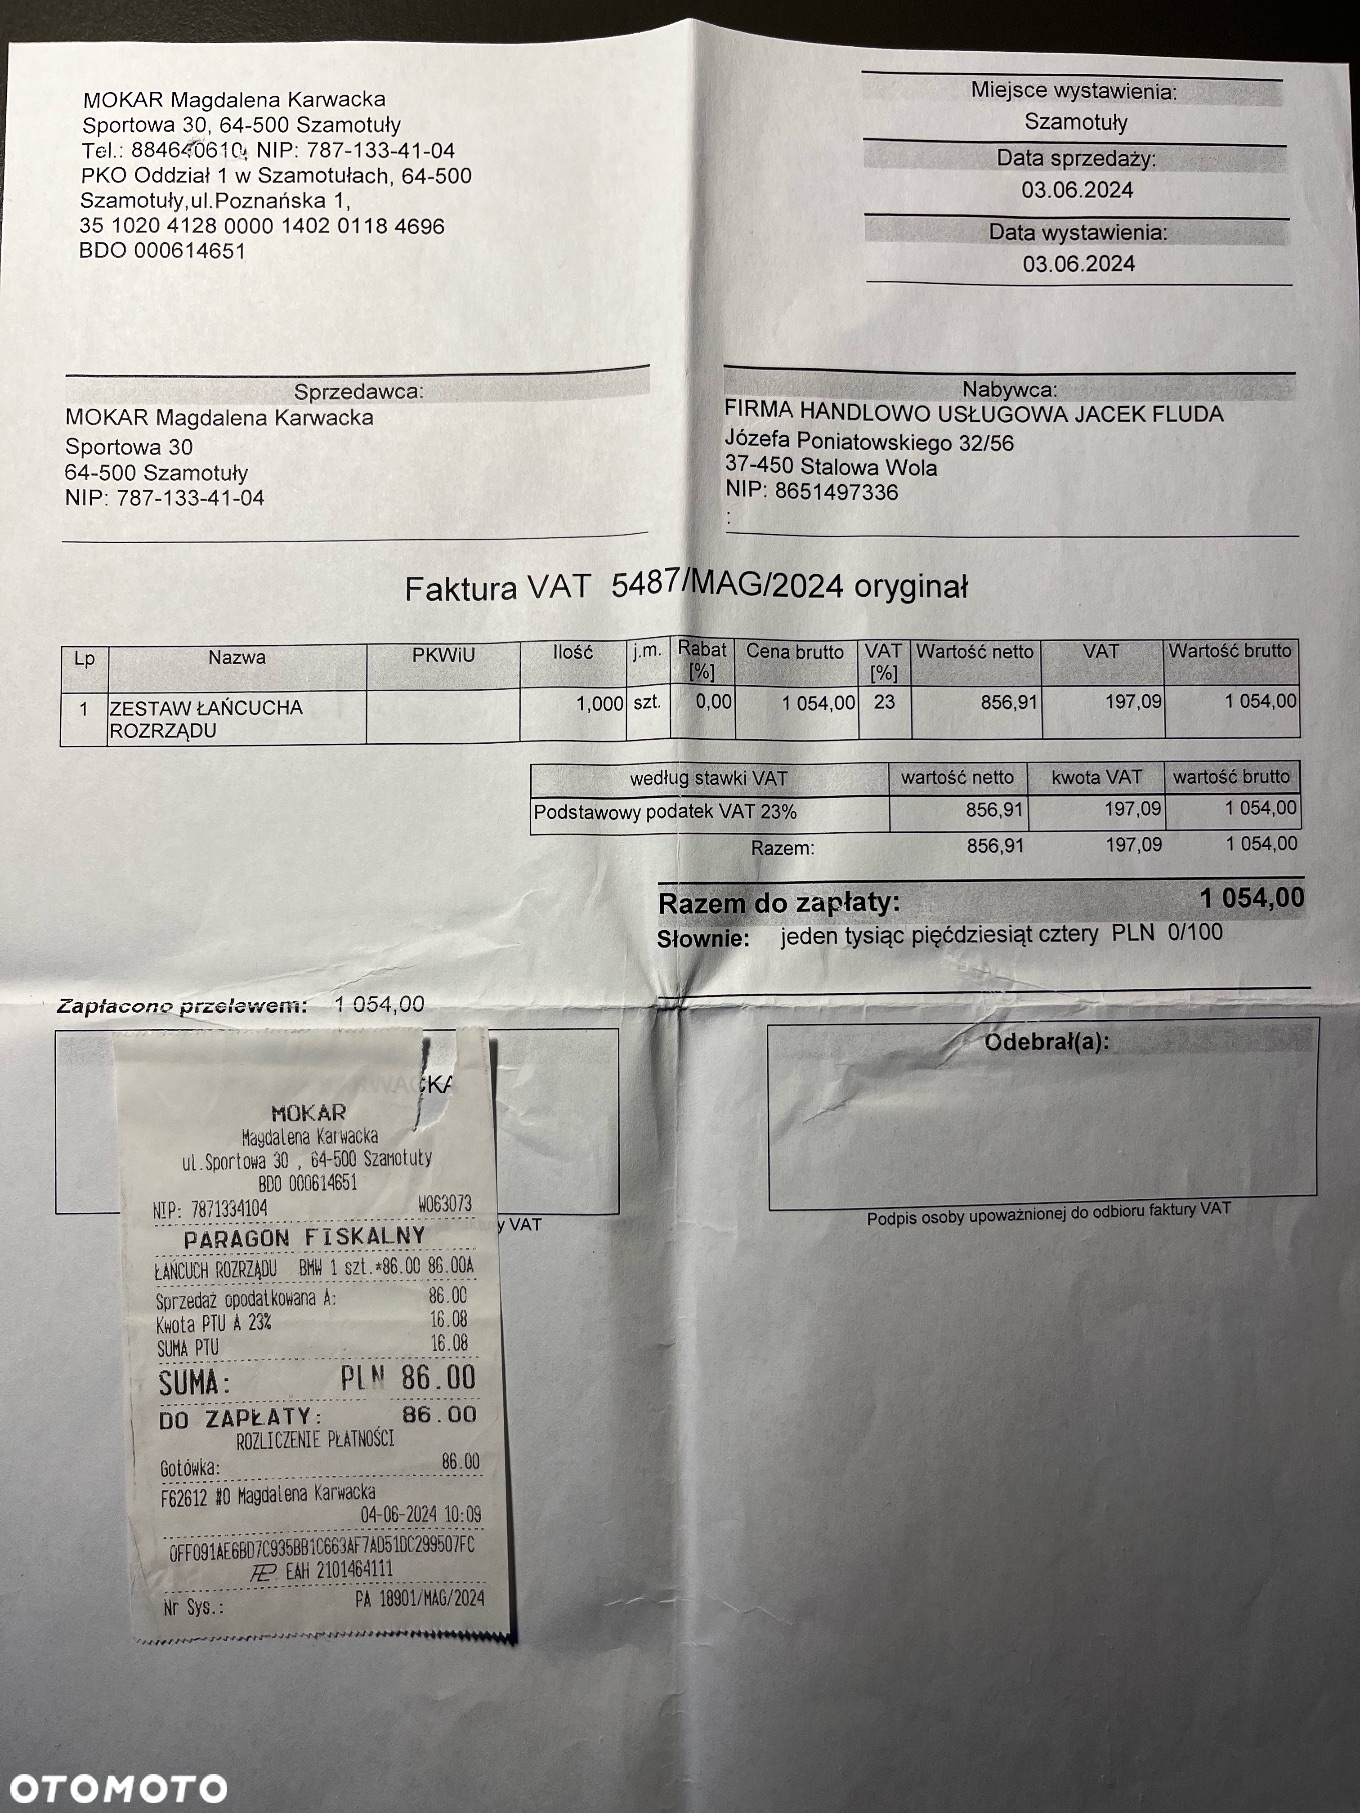 MOKAR Magdalena Karwacka
Sportowa 30, 64-500 Szamotuły
Tel.: 884640610, NIP: 787-133-41-04
PKO Oddział 1 w Szamotułach, 64-500
Szamotuły,ul.Poznańska 1,
35 1020 4128 0000 1402 0118 4696
BDO 000614651
Miejsce wystawienia:
Szamotuły
Data sprzedaży:
03.06.2024
Data wystawienia:
03.06.2024
Sprzedawca:
MOKAR Magdalena Karwacka
Sportowa 30
64-500 Szamotuły
NIP: 787-133-41-04
Nabywca:
FIRMA HANDLOWO USŁUGOWA JACEK FLUDA
Józefa Poniatowskiego 32/56
37-450 Stalowa Wola
NIP: 8651497336
:
Faktura VAT 5487/MAG/2024 oryginał
Lp Nazwa PKWiU Ilość j.m. Rabat [%] Cena brutto VAT [%] Wartość netto VAT Wartość brutto
1 ZESTAW ŁAŃCUCHA 1,000 szt. 0,00 1 054,00 23 856,91 197,09 1 054,00
ROZRZĄDU
według stawki VAT wartość netto kwota VAT wartość brutto
Podstawowy podatek VAT 23% 856,91 197,09 1 054,00
Razem: 856,91 197,09 1 054,00
Razem do zapłaty: 1 054,00
Słownie: jeden tysiąc pięćdziesiąt cztery PLN 0/100
Zapłacono przelewem: 1 054,00
Odebrał(a):
Podpis osoby upoważnionej do odbioru faktury VAT
y VAT
MOKAR
Magdalena Karwacka
ul.Sportowa 30 , 64-500 Szamotuły
BDO 000614651
NIP: 7871334104 W063073
PARAGON FISKALNY
ŁAŃCUCH ROZRZĄDU BMW 1 szt.*86.00 86.00A
Sprzedaż opodatkowana A: 86.00
Kwota PTU A 23% 16.08
SUMA PTU 16.08
SUMA: PLN 86.00
DO ZAPŁATY: 86.00
ROZLICZENIE PŁATNOŚCI
Gotówka: 86.00
F62612 #0 Magdalena Karwacka
04-06-2024 10:09
0FF091AE6BD7C935BB1C663AF7AD51DC299507FC
EAH 2101464111
Nr Sys.: PA 18901/MAG/2024
OTOMOTO